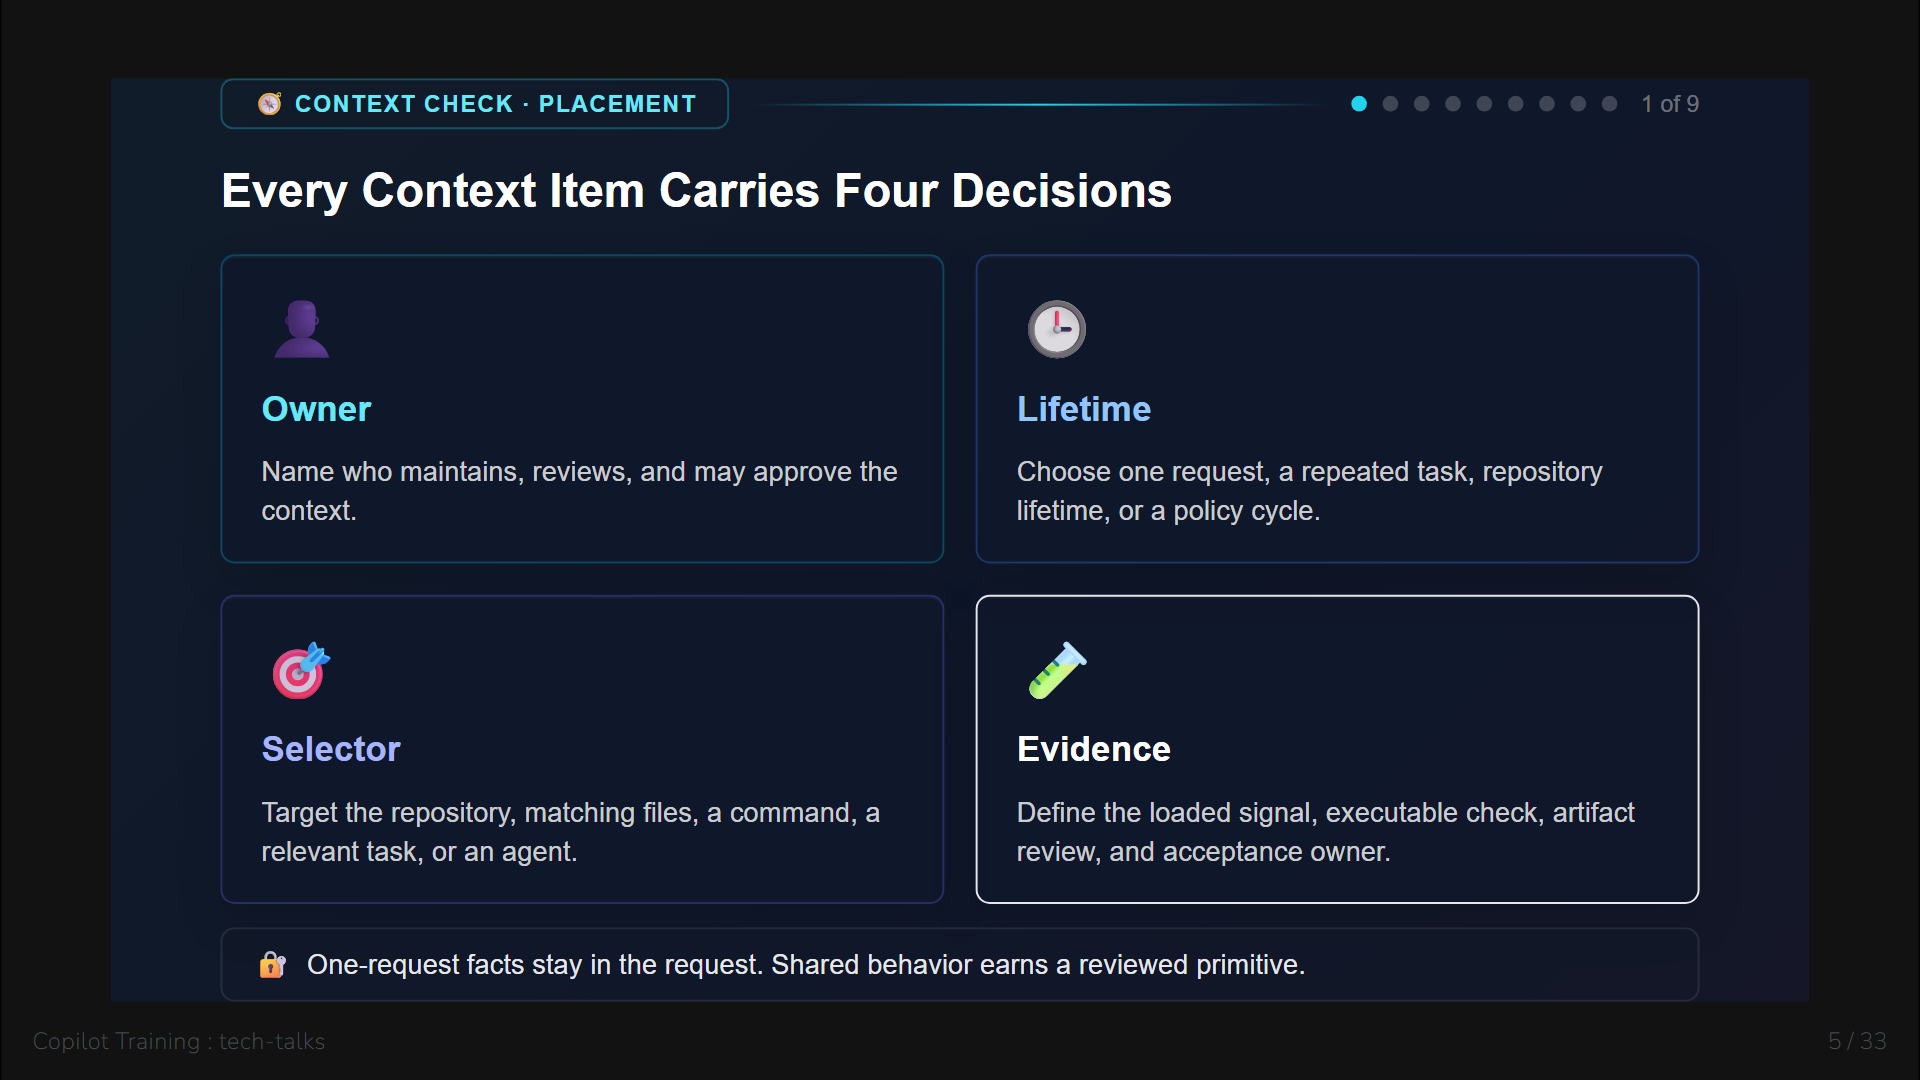 CONTEXT CHECK · PLACEMENT
1 of 9
Every Context Item Carries Four Decisions
Owner
Name who maintains, reviews, and may approve the
context.
Lifetime
Choose one request, a repeated task, repository
lifetime, or a policy cycle.
Selector
Target the repository, matching files, a command, a
relevant task, or an agent.
Evidence
Define the loaded signal, executable check, artifact
review, and acceptance owner.
One-request facts stay in the request. Shared behavior earns a reviewed primitive.
Copilot Training : tech-talks
5 / 33